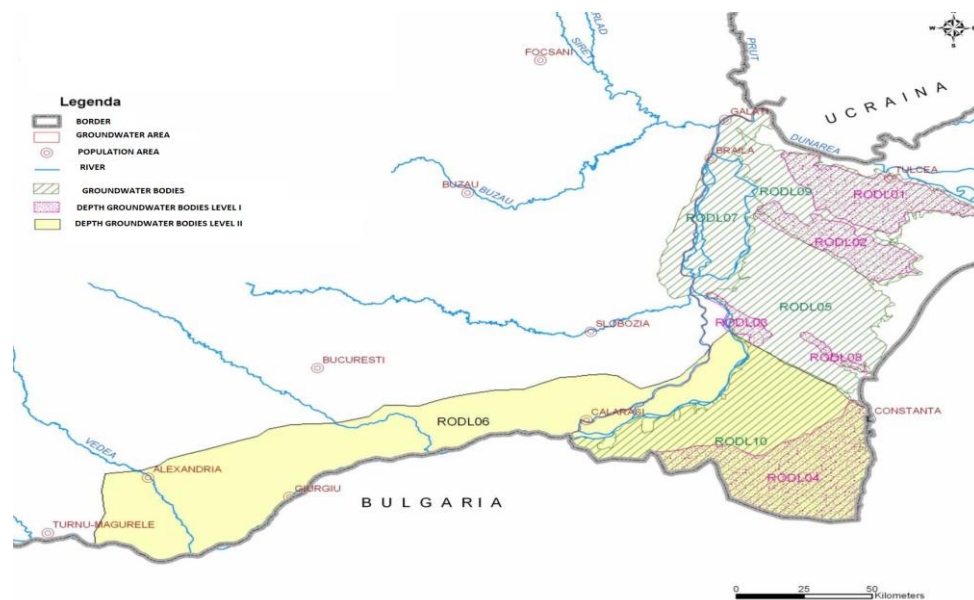 FOCSANI
SIRET
BARLAD
PRUT
UCRAINA
Legenda
BORDER
GROUNDWATER AREA
POPULATION AREA
RIVER
GROUNDWATER BODIES
DEPTH GROUNDWATER BODIES LEVEL I
DEPTH GROUNDWATER BODIES LEVEL II
GALATI
DUNAREA
BRAILA
TULCEA
BUZAU
BUZAU
RODL09
RODL01
RODL07
RODL02
RODL05
RODL03
SLOBOZIA
RODL08
BUCURESTI
CALARASI
CONSTANTA
RODL06
RODL10
VEDEA
ALEXANDRIA
RODL04
GIURGIU
BULGARIA
TURNU-MAGURELE
0 25 50
Kilometers